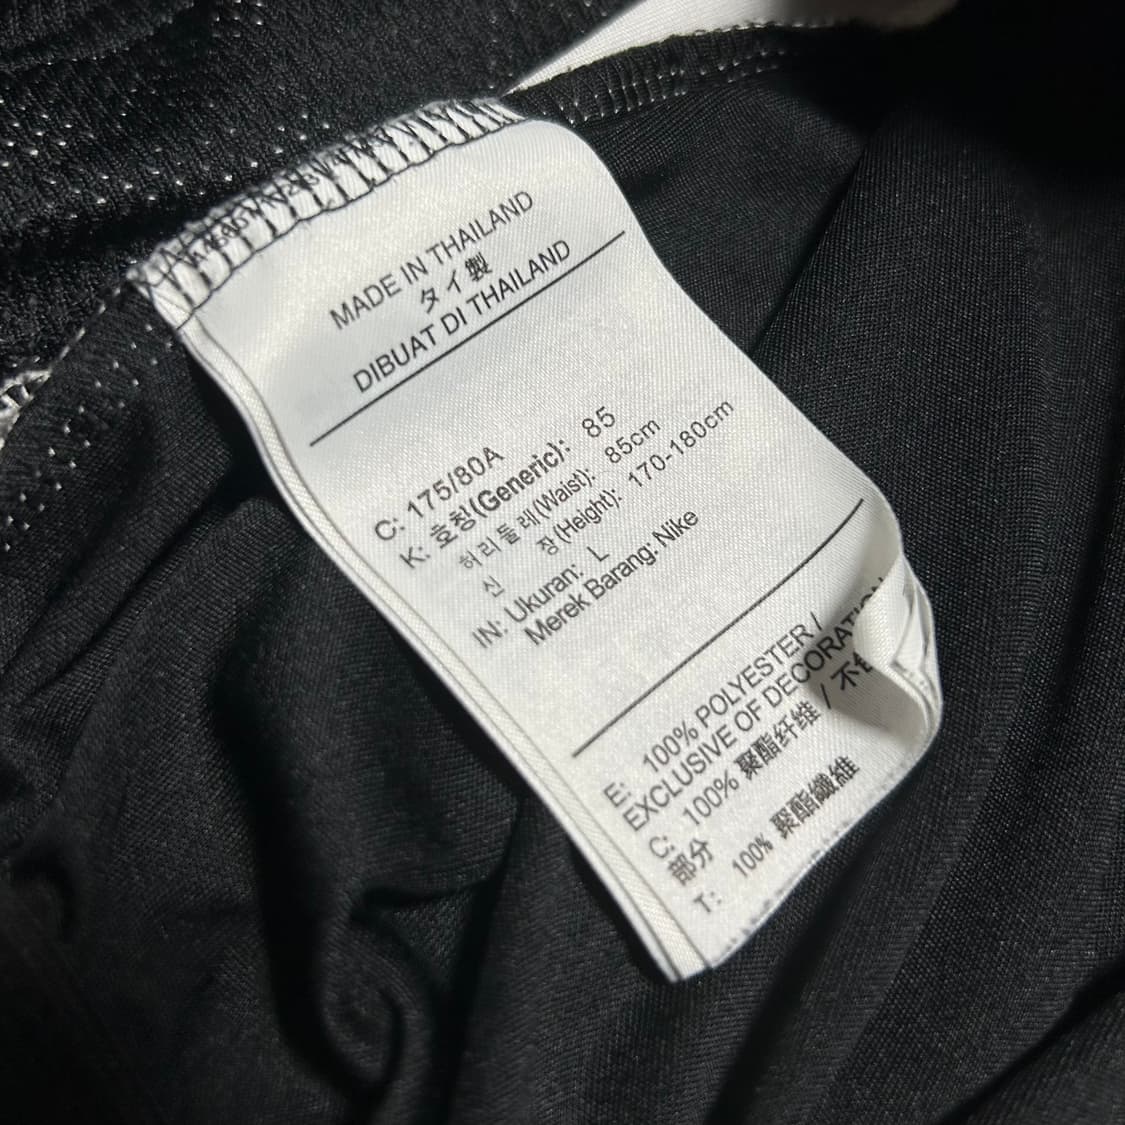 MADE IN THAILAND
タイ製
DIBUAT DI THAILAND
C: 175/80A
K: 호칭(Generic): 85
허리둘레(Waist): 85cm
신 장(Height): 170-180cm
IN: Ukuran: L
Merek Barang: Nike
E: 100% POLYESTER /
EXCLUSIVE OF DECORATION
C: 100% 聚酯纤维 / 不
部分
T: 100% 聚酯纖維